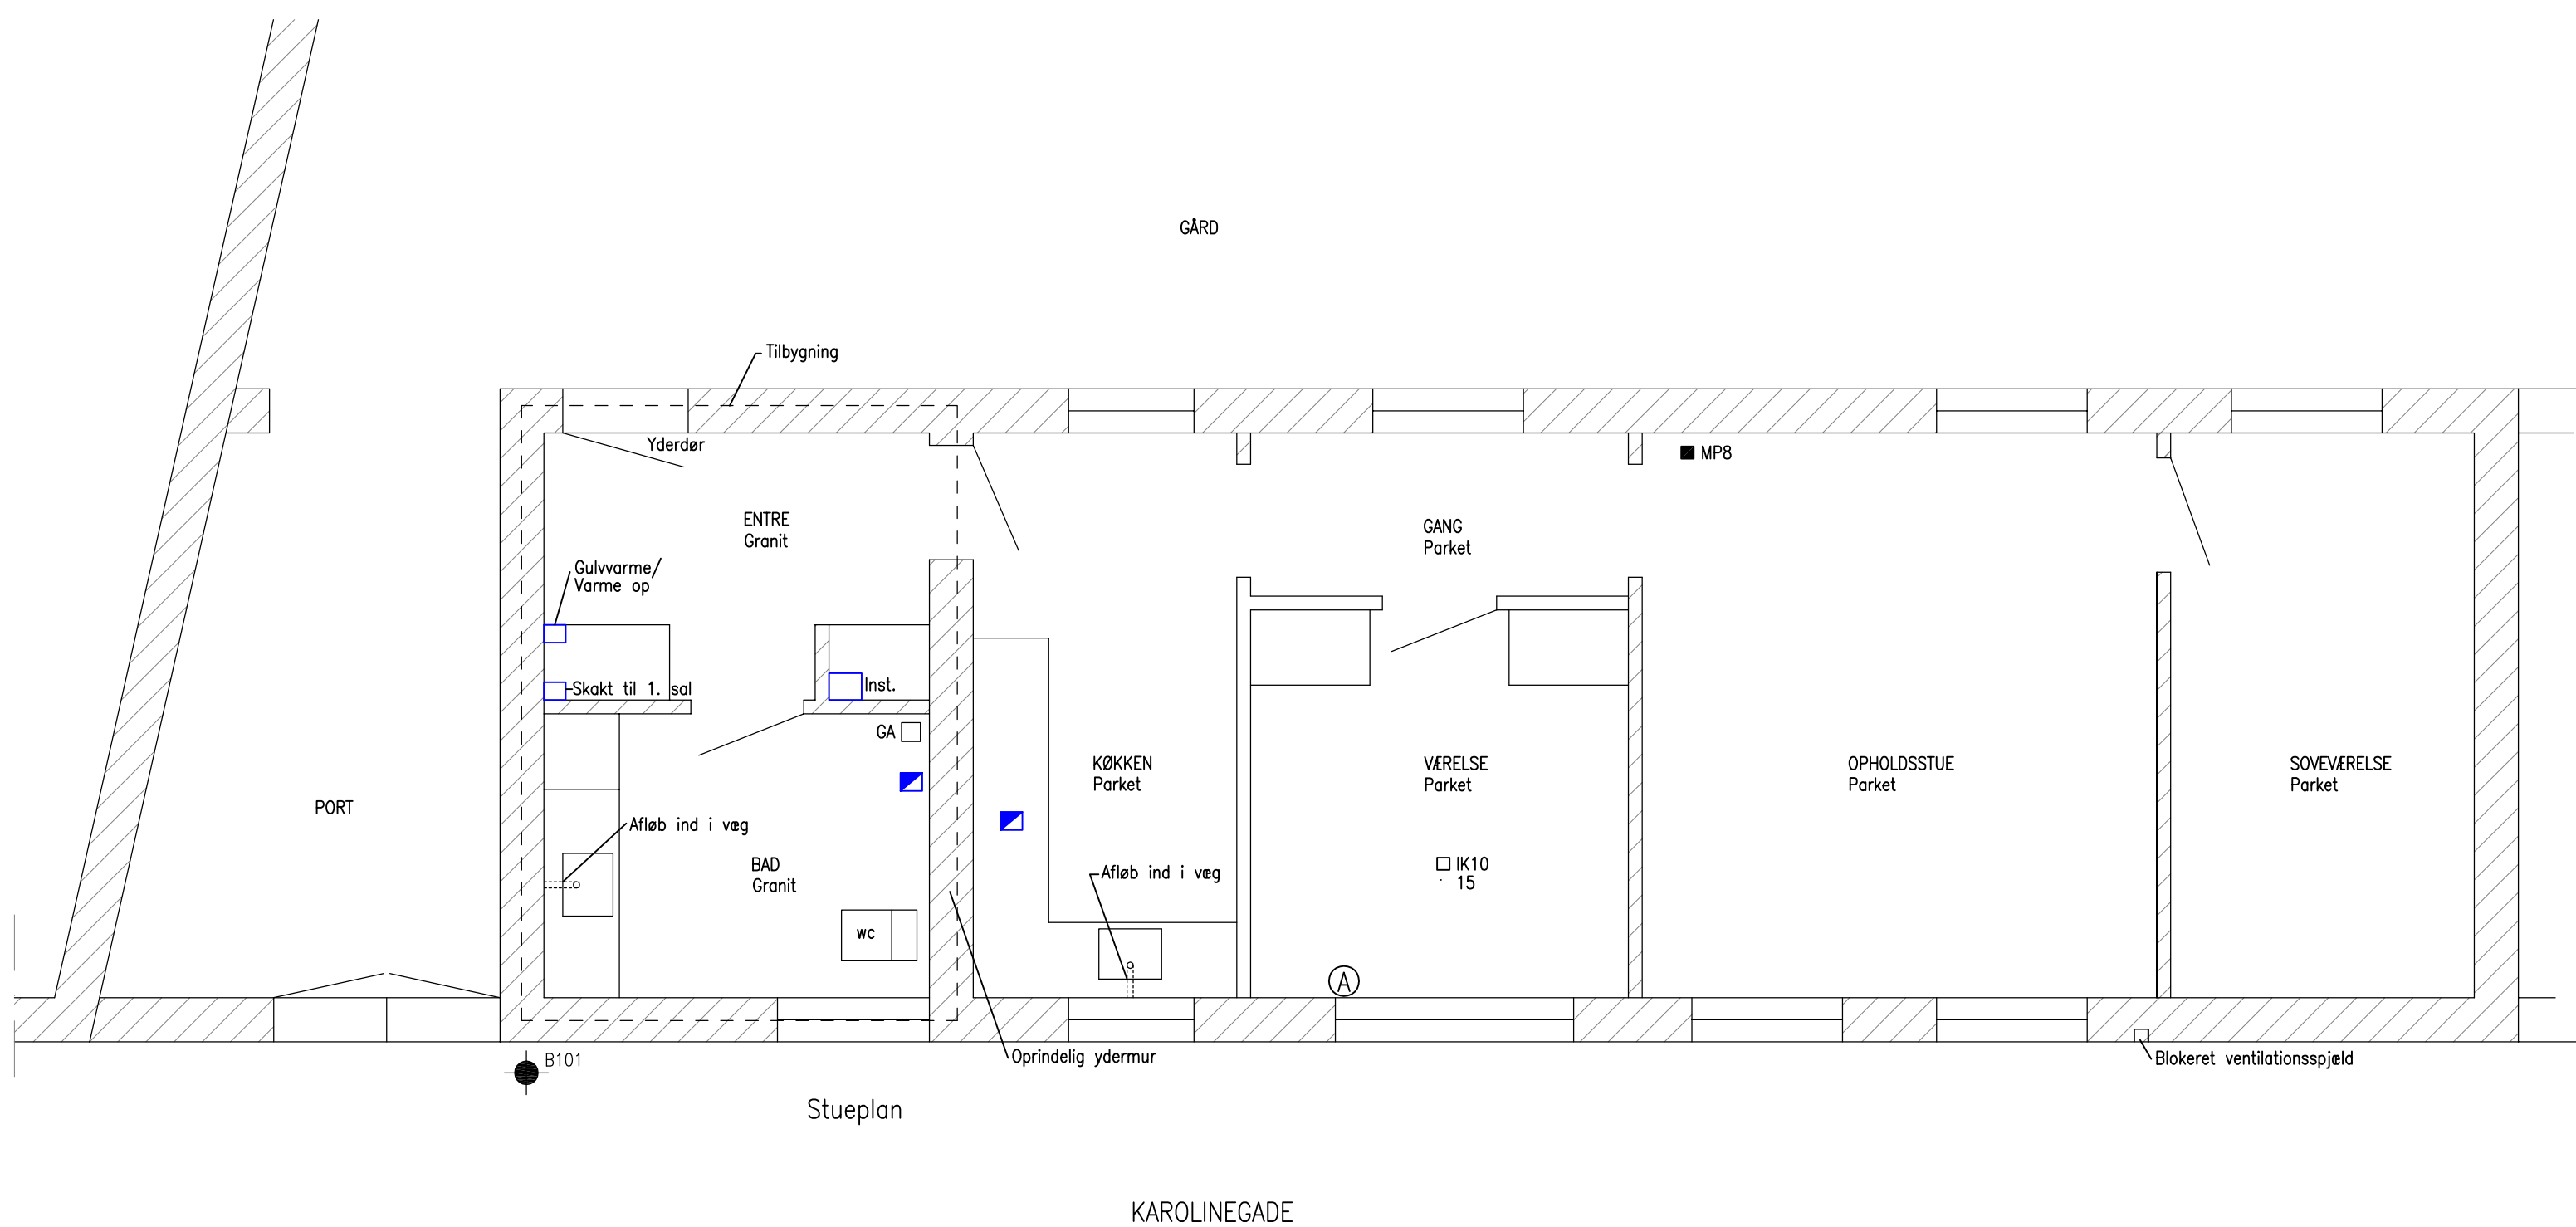 GÅRD
Tilbygning
Yderdør
MP8
ENTRE
Granit
GANG
Parket
Gulvvarme/
Varme op
Skakt til 1. sal
Inst.
GA
KØKKEN
Parket
VÆRELSE
Parket
OPHOLDSSTUE
Parket
SOVEVÆRELSE
Parket
PORT
Afløb ind i væg
BAD
Granit
Afløb ind i væg
IK10
15
WC
A
B101
Oprindelig ydermur
Blokeret ventilationsspjæld
Stueplan
KAROLINEGADE